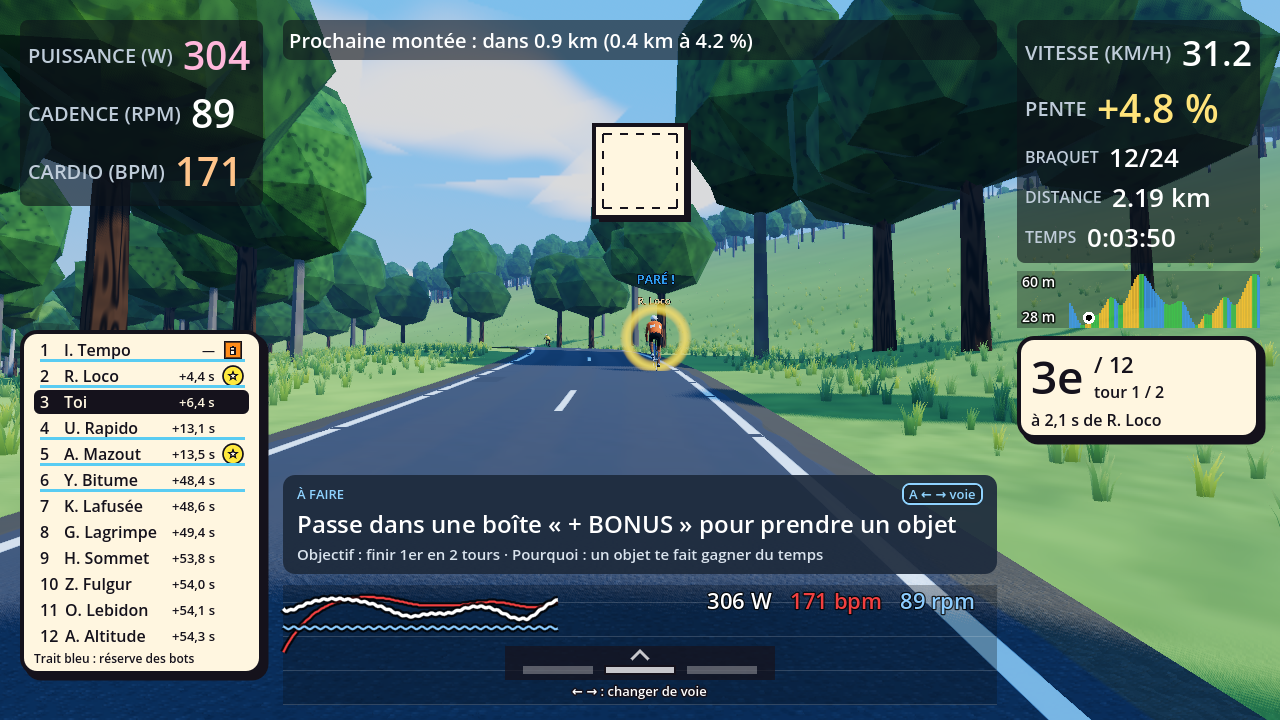 PUISSANCE (W) 304
CADENCE (RPM) 89
CARDIO (BPM) 171
Prochaine montée : dans 0.9 km (0.4 km à 4.2 %)
VITESSE (KM/H) 31.2
PENTE +4.8 %
BRAQUET 12/24
DISTANCE 2.19 km
TEMPS 0:03:50
60 m
28 m
3e / 12
tour 1 / 2
à 2,1 s de R. Loco
PARÉ !
R. Loco
1 I. Tempo —
2 R. Loco +4,4 s
3 Toi +6,4 s
4 U. Rapido +13,1 s
5 A. Mazout +13,5 s
6 Y. Bitume +48,4 s
7 K. Lafusée +48,6 s
8 G. Lagrimpe +49,4 s
9 H. Sommet +53,8 s
10 Z. Fulgur +54,0 s
11 O. Lebidon +54,1 s
12 A. Altitude +54,3 s
Trait bleu : réserve des bots
À FAIRE
A ← → voie
Passe dans une boîte « + BONUS » pour prendre un objet
Objectif : finir 1er en 2 tours · Pourquoi : un objet te fait gagner du temps
306 W 171 bpm 89 rpm
← → : changer de voie